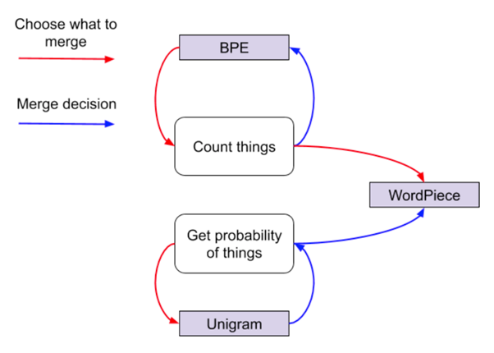 Choose what to
merge
Merge decision
BPE
Count things
WordPiece
Get probability
of things
Unigram